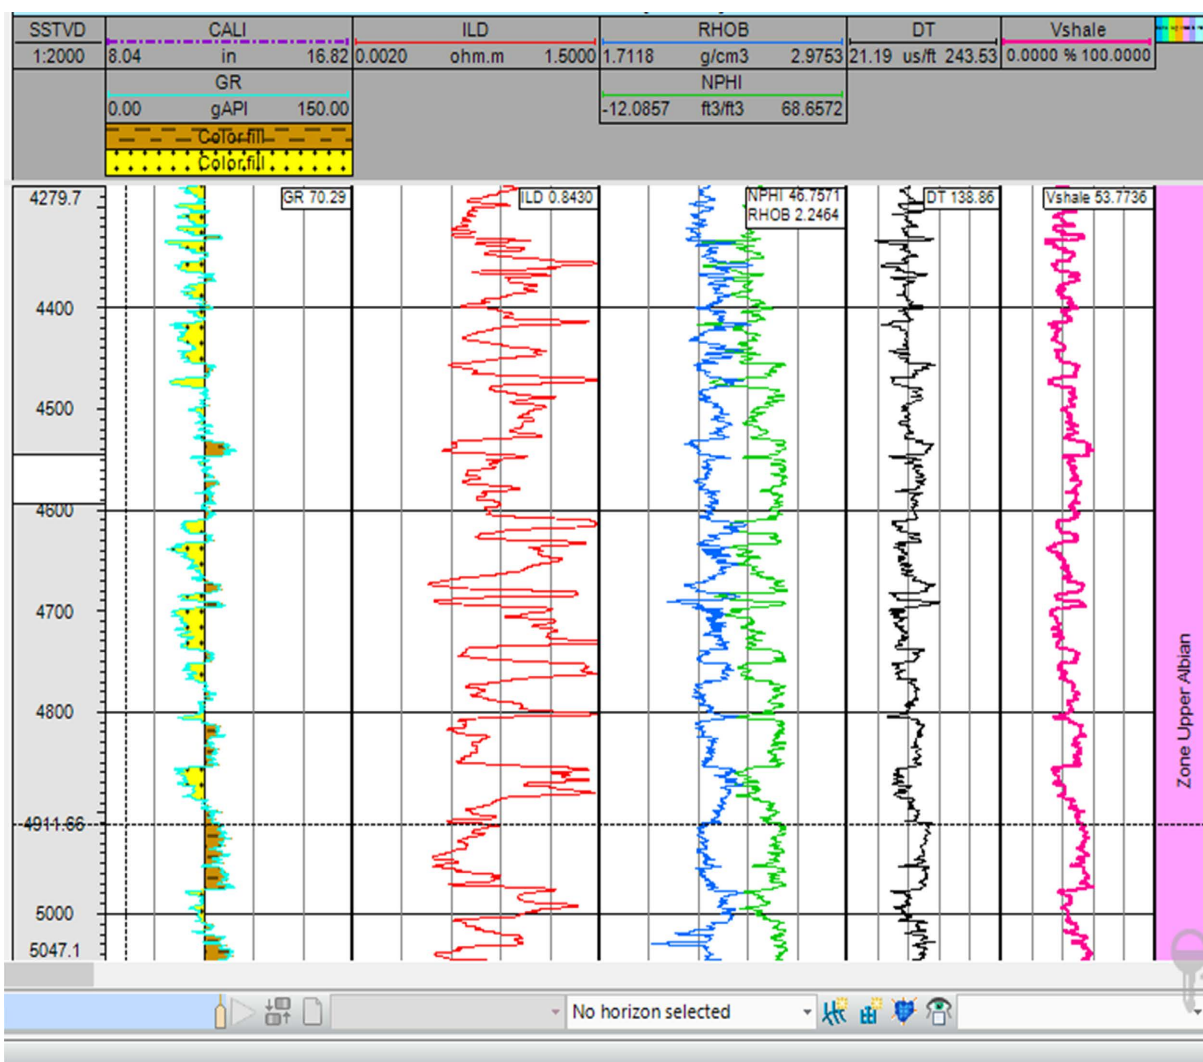 SSTVD CALI ILD RHOB DT Vshale
1:2000 8.04 in 16.82 0.0020 ohm.m 1.5000 1.7118 g/cm3 2.9753 21.19 us/ft 243.53 0.0000 % 100.0000
GR NPHI
0.00 gAPI 150.00 -12.0857 ft3/ft3 68.6572
Color fill
Color fill
4279.7 GR 70.29 ILD 0.8430 NPHI 46.7571 DT 138.86 Vshale 53.7736
RHOB 2.2464
4400
4500
4600
4700
Zone Upper Albian
4800
4911.66
5000
5047.1
No horizon selected